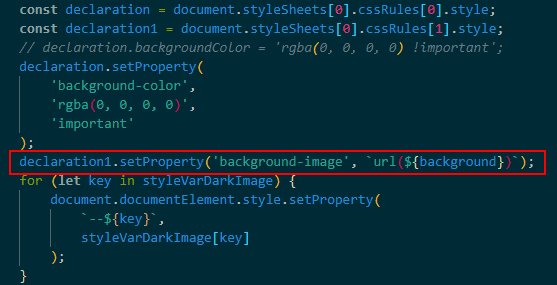 const declaration = document.styleSheets[0].cssRules[0].style;
const declaration1 = document.styleSheets[0].cssRules[1].style;
// declaration.backgroundColor = 'rgba(0, 0, 0, 0) !important';
declaration.setProperty(
    'background-color',
    'rgba(0, 0, 0, 0)',
    'important'
);
declaration1.setProperty('background-image', `url(${background})`);
for (let key in styleVarDarkImage) {
    document.documentElement.style.setProperty(
        `--${key}`,
        styleVarDarkImage[key]
    );
}